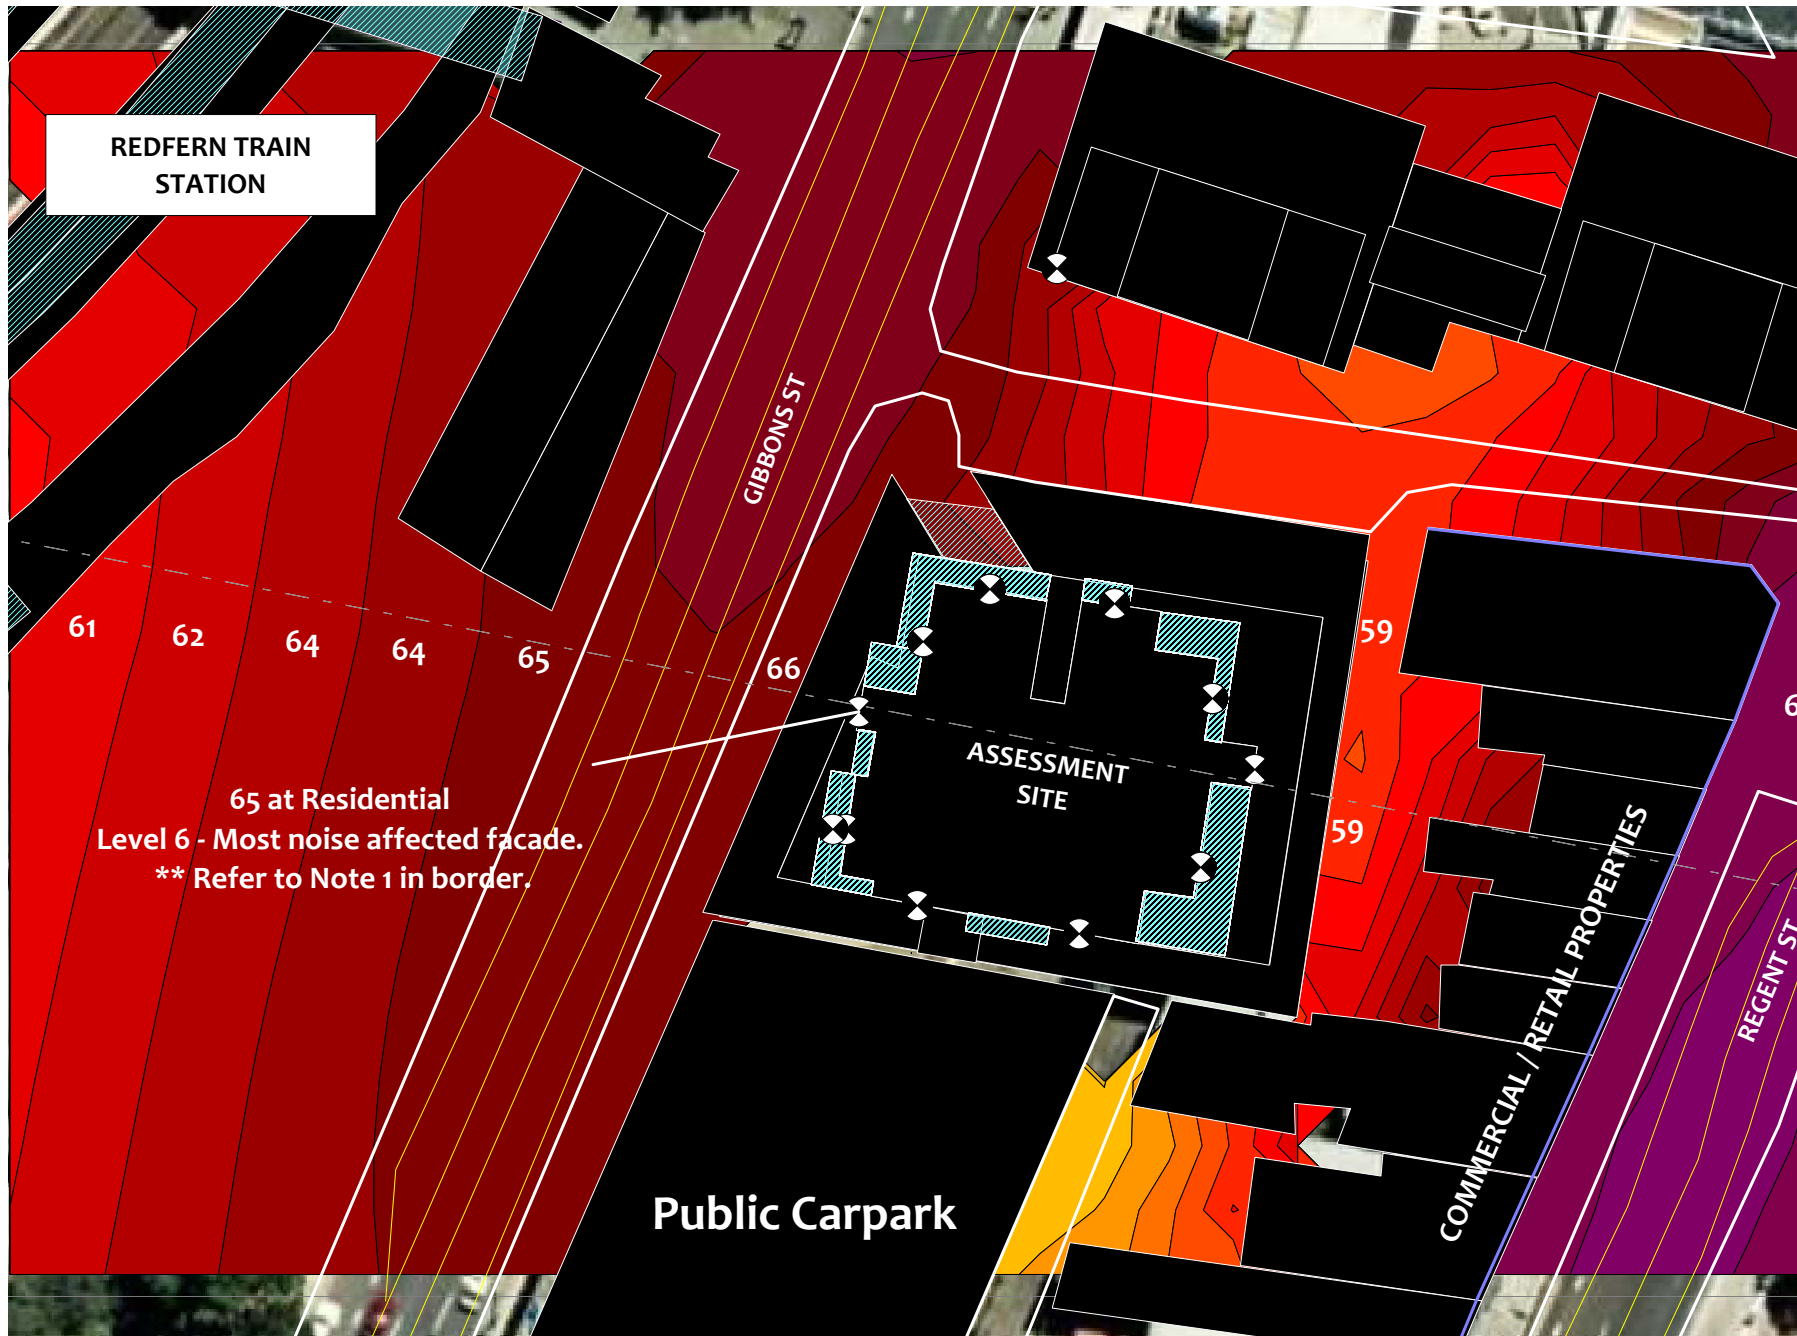 REDFERN TRAIN
STATION
GIBBONS ST
61
62
64
64
65
66
59
6
ASSESSMENT
SITE
59
65 at Residential
Level 6 - Most noise affected facade.
** Refer to Note 1 in border.
COMMERCIAL / RETAIL PROPERTIES
REGENT ST
Public Carpark